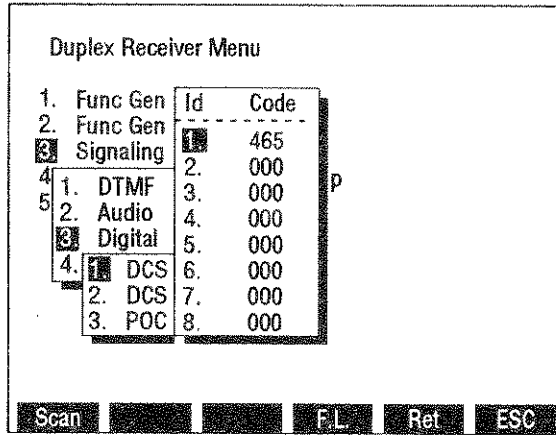 Duplex Receiver Menu
1. Func Gen
2. Func Gen
3. Signaling
4
5
p
1. DTMF
2. Audio
3. Digital
4.
1. DCS
2. DCS
3. POC
Id Code
1. 465
2. 000
3. 000
4. 000
5. 000
6. 000
7. 000
8. 000
Scan F.L. Ret ESC